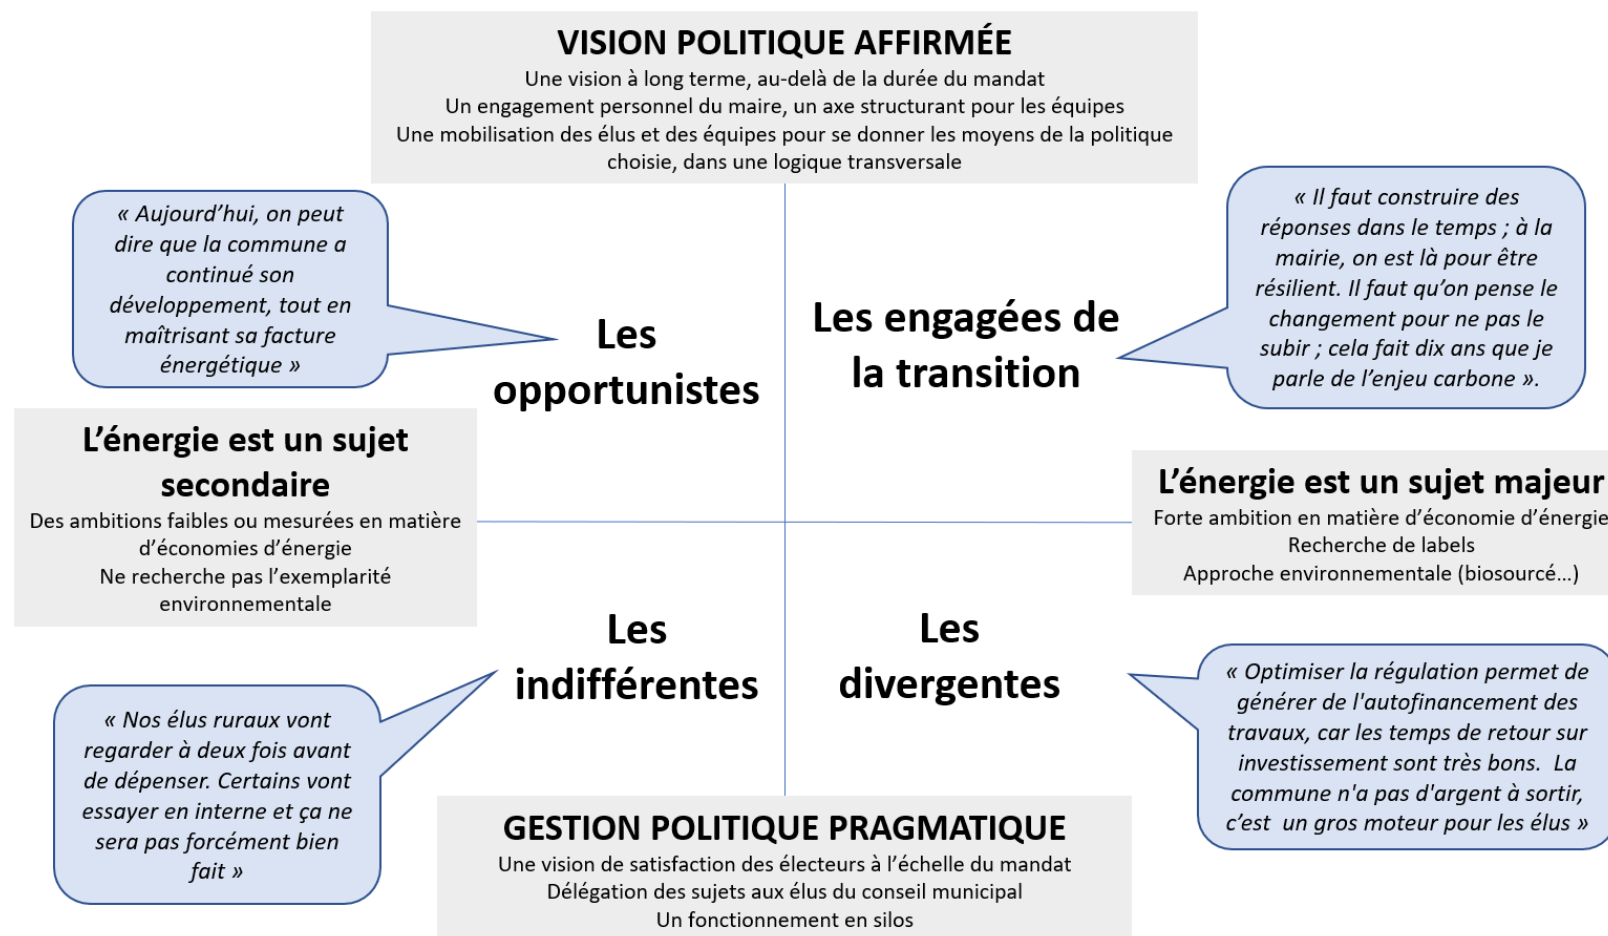 VISION POLITIQUE AFFIRMÉE
Une vision à long terme, au-delà de la durée du mandat
Un engagement personnel du maire, un axe structurant pour les équipes
Une mobilisation des élus et des équipes pour se donner les moyens de la politique
choisie, dans une logique transversale
« Aujourd’hui, on peut
dire que la commune a
continué son
développement, tout en
maîtrisant sa facture
énergétique »
« Il faut construire des
réponses dans le temps ; à la
mairie, on est là pour être
résilient. Il faut qu’on pense le
changement pour ne pas le
subir ; cela fait dix ans que je
parle de l’enjeu carbone ».
Les
opportunistes
Les engagées de
la transition
L’énergie est un sujet
secondaire
Des ambitions faibles ou mesurées en matière
d’économies d’énergie
Ne recherche pas l’exemplarité
environnementale
L’énergie est un sujet majeur
Forte ambition en matière d’économie d’énergie
Recherche de labels
Approche environnementale (biosourcé…)
Les
indifférentes
Les
divergentes
« Nos élus ruraux vont
regarder à deux fois avant
de dépenser. Certains vont
essayer en interne et ça ne
sera pas forcément bien
fait »
« Optimiser la régulation permet de
générer de l'autofinancement des
travaux, car les temps de retour sur
investissement sont très bons.  La
commune n'a pas d'argent à sortir,
c’est  un gros moteur pour les élus »
GESTION POLITIQUE PRAGMATIQUE
Une vision de satisfaction des électeurs à l’échelle du mandat
Délégation des sujets aux élus du conseil municipal
Un fonctionnement en silos